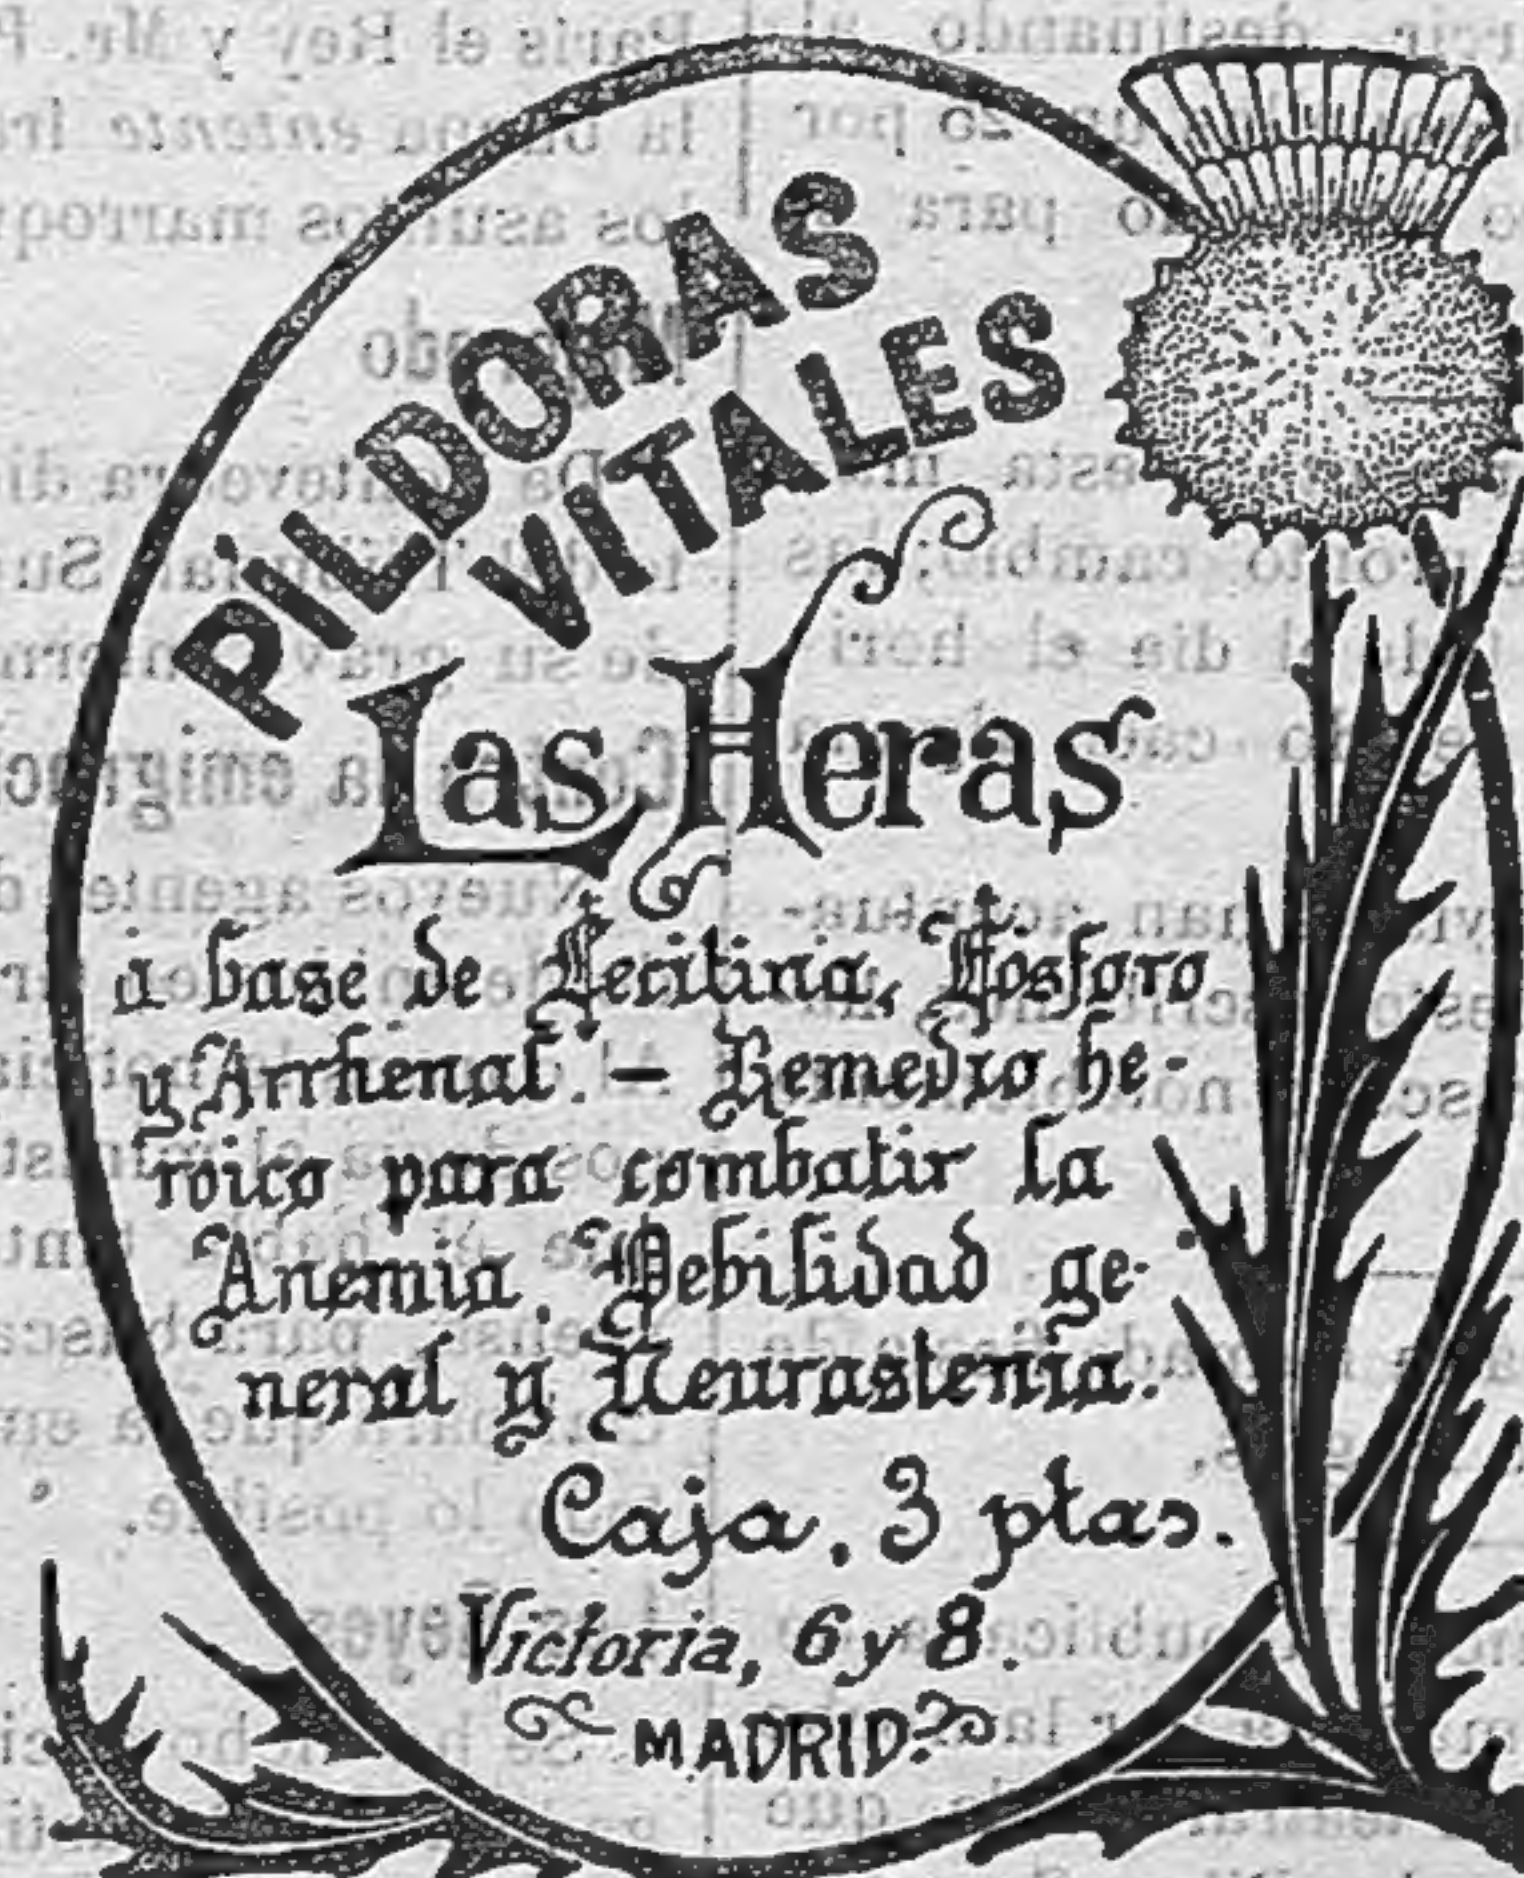 PÍLDORAS
VITALES
Las Heras
á base de Lecitina, Fósforo
y Arrhenal. — Remedio he-
roico para combatir la
Anemia, Debilidad ge-
neral y Neurastenia.
Caja, 3 ptas.
Victoria, 6 y 8.
MADRID